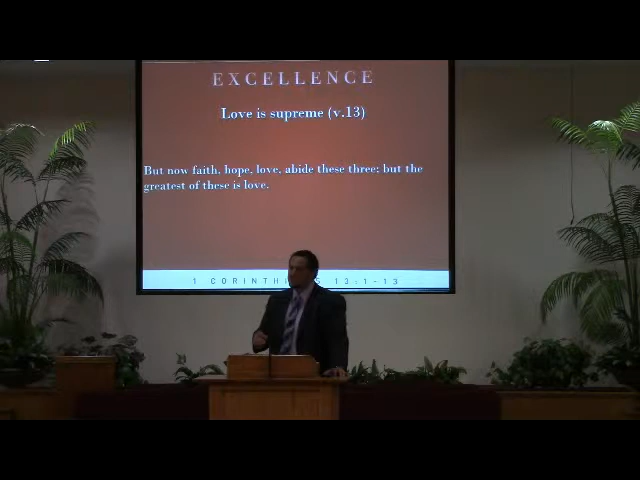 EXCELLENCE
Love is supreme (v.13)
But now faith, hope, love, abide these three; but the
greatest of these is love.
1 CORINTHI S 13:1-13